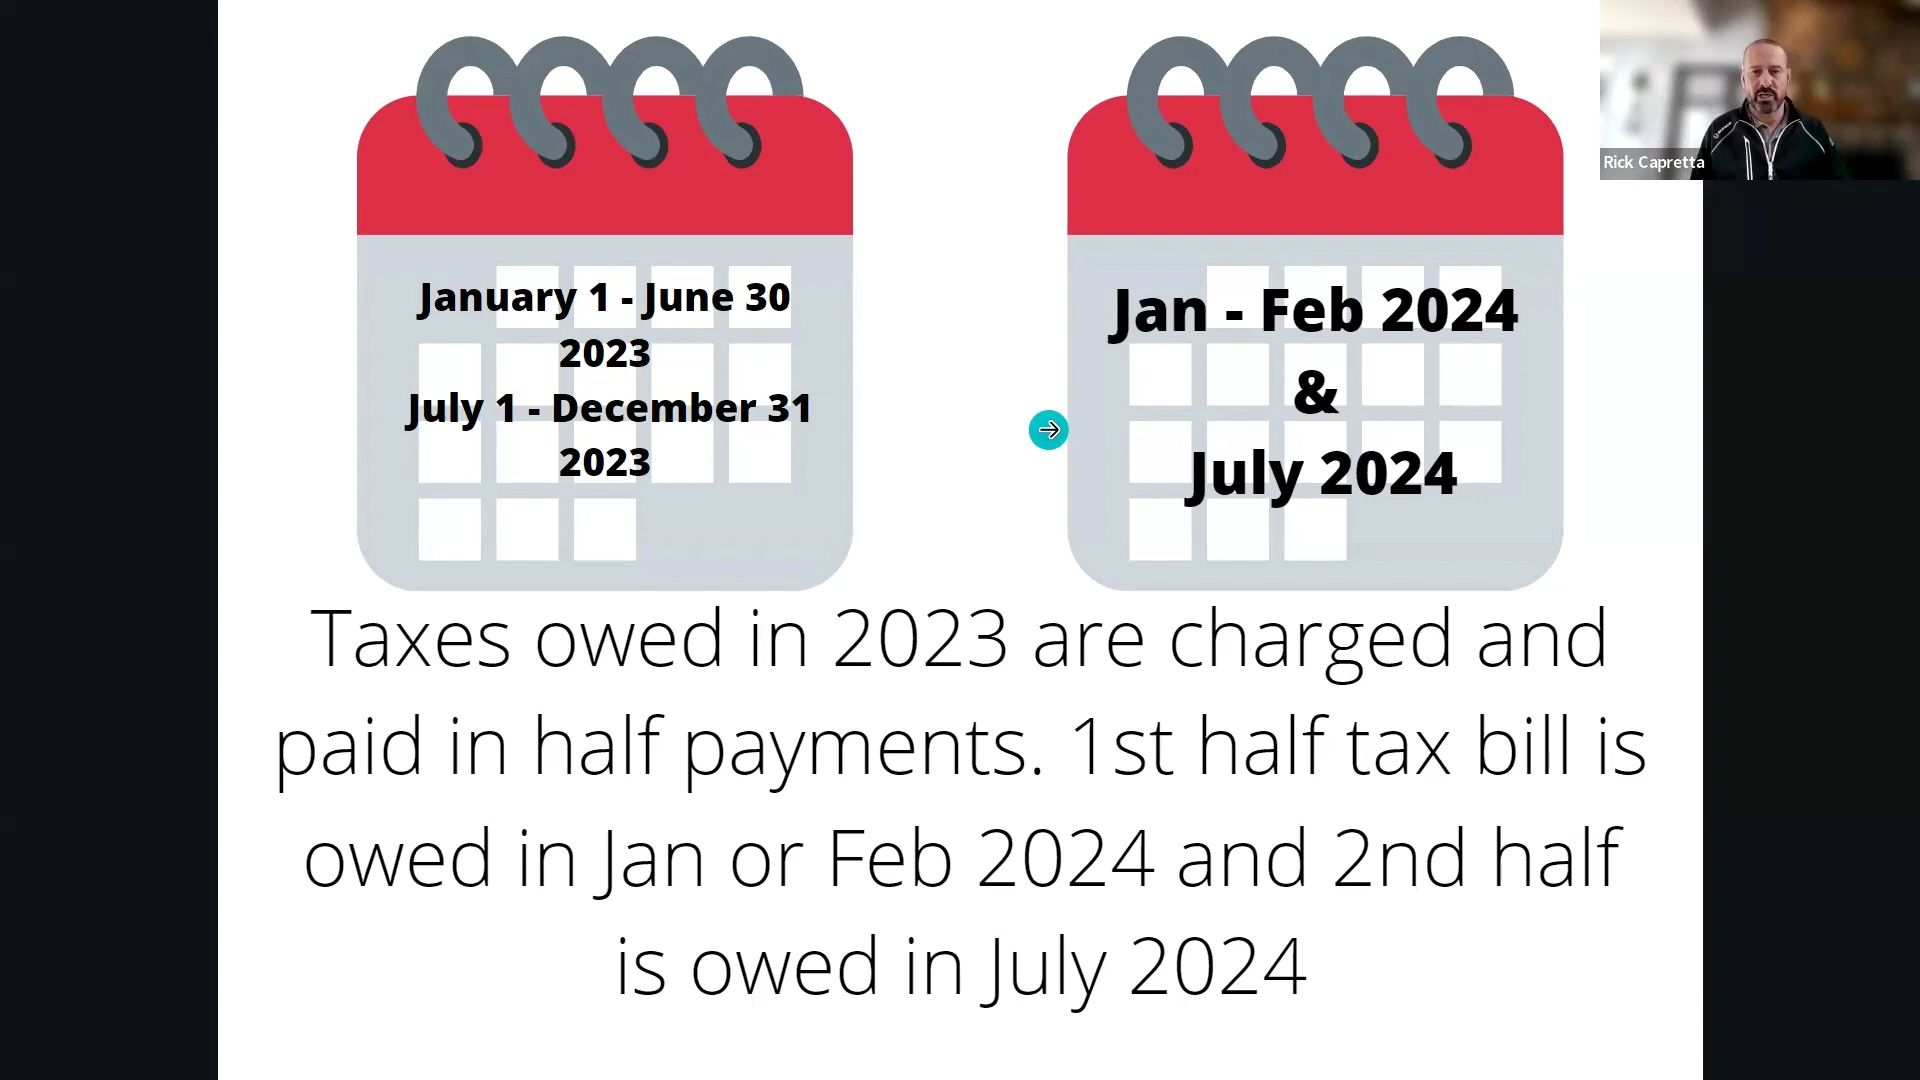 January 1 - June 30
2023
July 1 - December 31
2023
Jan - Feb 2024
&
July 2024
Rick Capretta
Taxes owed in 2023 are charged and
paid in half payments. 1st half tax bill is
owed in Jan or Feb 2024 and 2nd half
is owed in July 2024